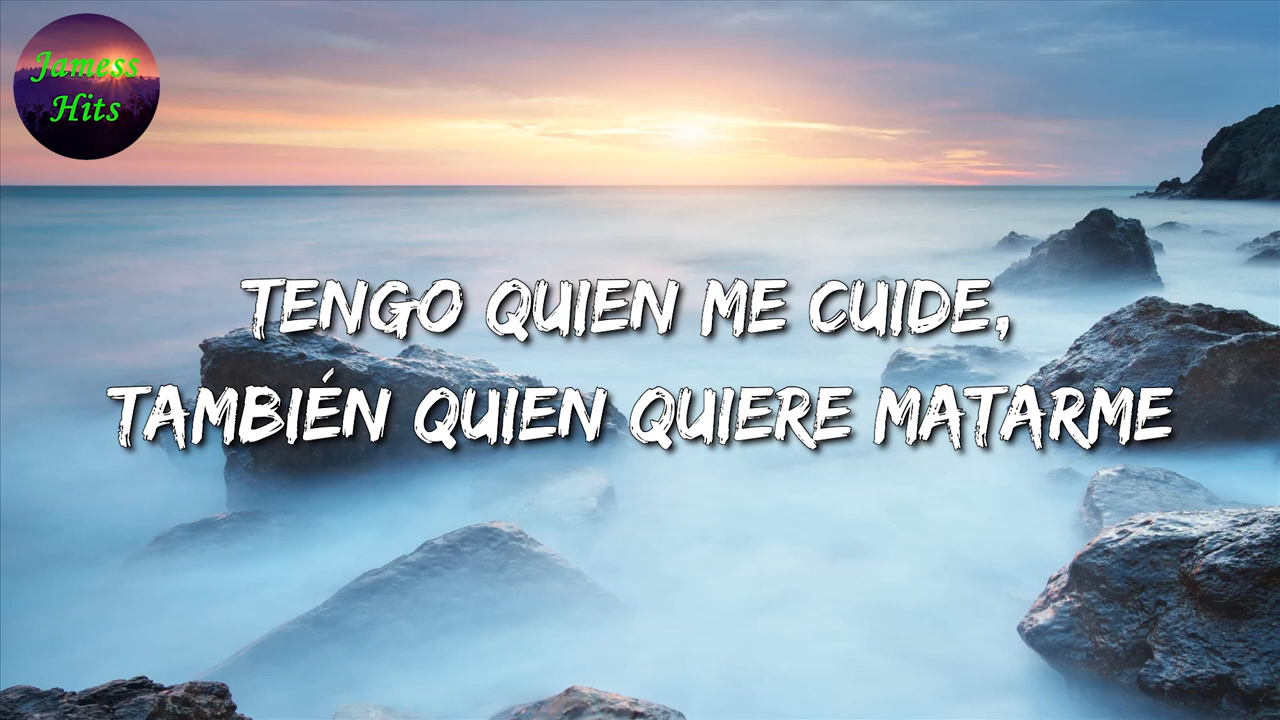 Jamess
Hits
TENGO QUIEN ME CUIDE,
TAMBIÉN QUIEN QUIERE MATARME